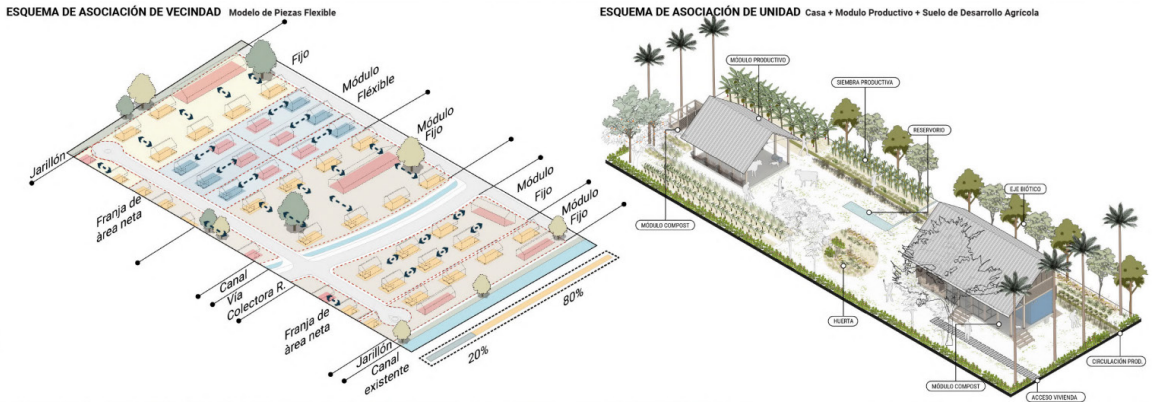 ESQUEMA DE ASOCIACIÓN DE VECINDAD Modelo de Piezas Flexible
Fijo
Módulo
Fléxible
Módulo
Fijo
Módulo
Fijo
Módulo
Fijo
Jarillón
Franja de
àrea neta
Canal
Vía
Colectora R.
Franja de
àrea neta
Jarillón
Canal
existente
20%
80%
ESQUEMA DE ASOCIACIÓN DE UNIDAD Casa + Modulo Productivo + Suelo de Desarrollo Agrícola
MÓDULO PRODUCTIVO
SIEMBRA PRODUCTIVA
RESERVORIO
EJE BIÓTICO
MÓDULO COMPOST
HUERTA
MÓDULO COMPOST
CIRCULACIÓN PROD.
ACCESO VIVIENDA